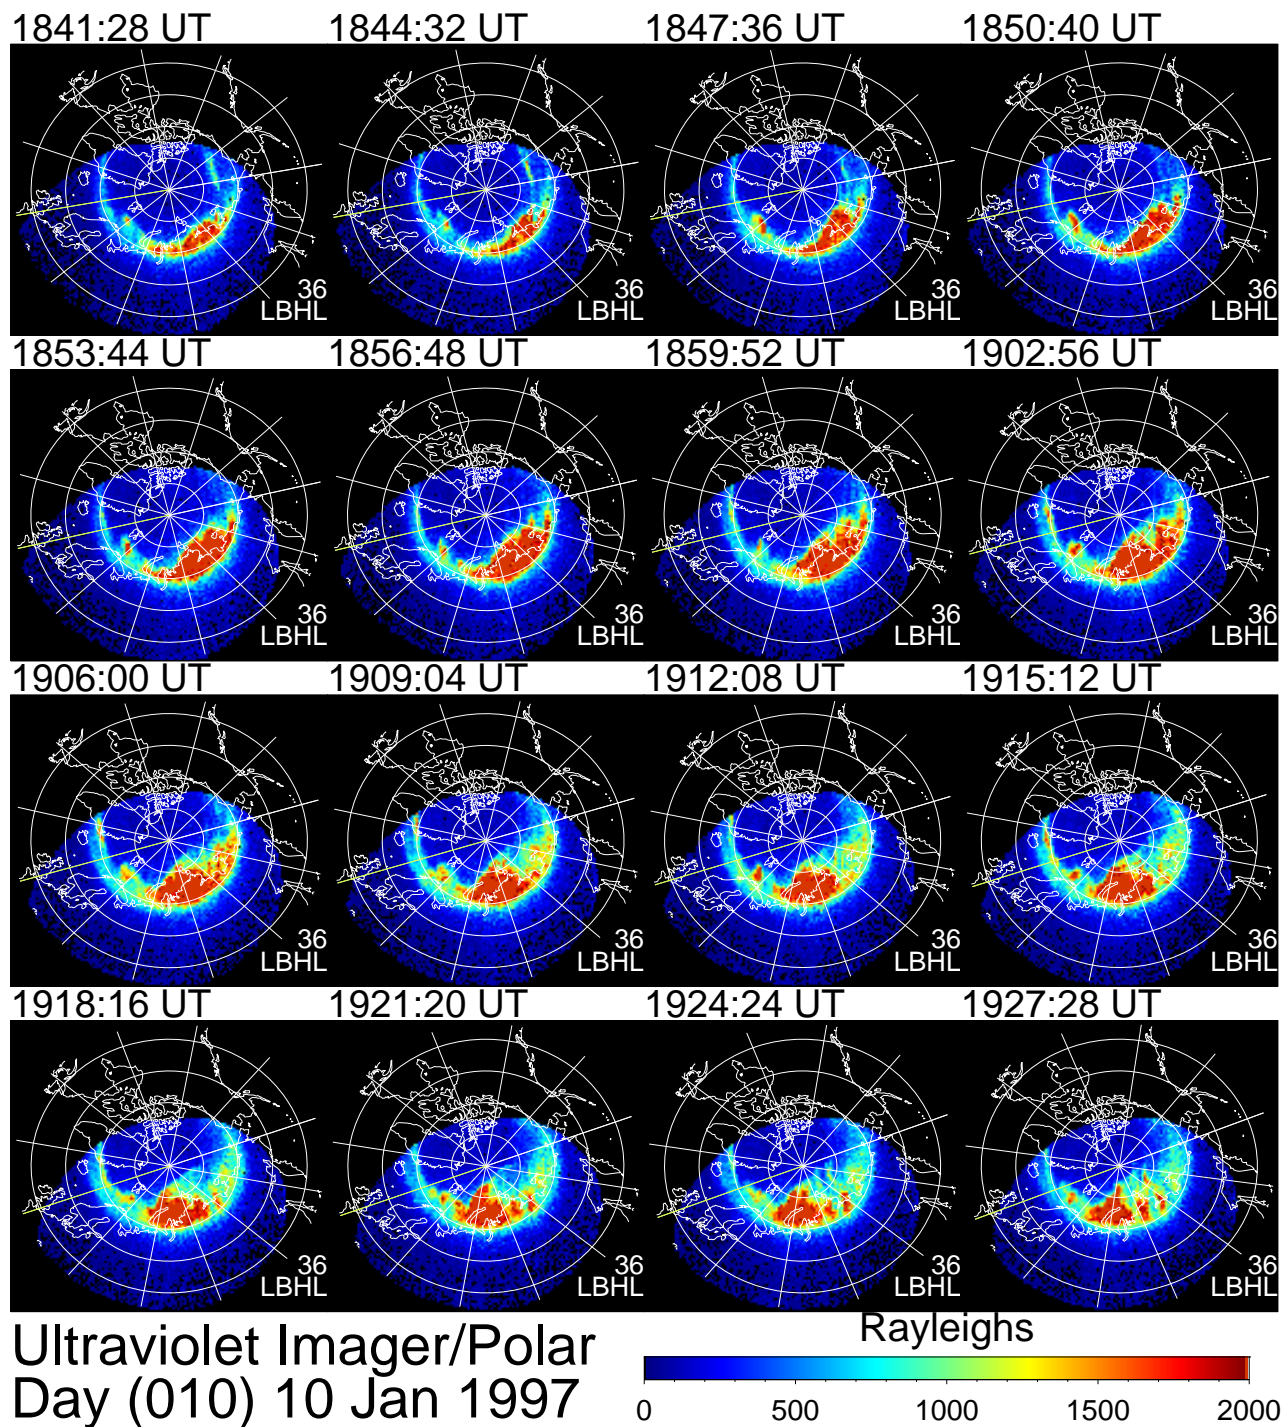 1841:28 UT 1844:32 UT 1847:36 UT 1850:40 UT
36 36 36 36
LBHL LBHL LBHL LBHL
1853:44 UT 1856:48 UT 1859:52 UT 1902:56 UT
36 36 36 36
LBHL LBHL LBHL LBHL
1906:00 UT 1909:04 UT 1912:08 UT 1915:12 UT
36 36 36 36
LBHL LBHL LBHL LBHL
1918:16 UT 1921:20 UT 1924:24 UT 1927:28 UT
36 36 36 36
LBHL LBHL LBHL LBHL
Ultraviolet Imager/Polar
Day (010) 10 Jan 1997
Rayleighs
0 500 1000 1500 2000